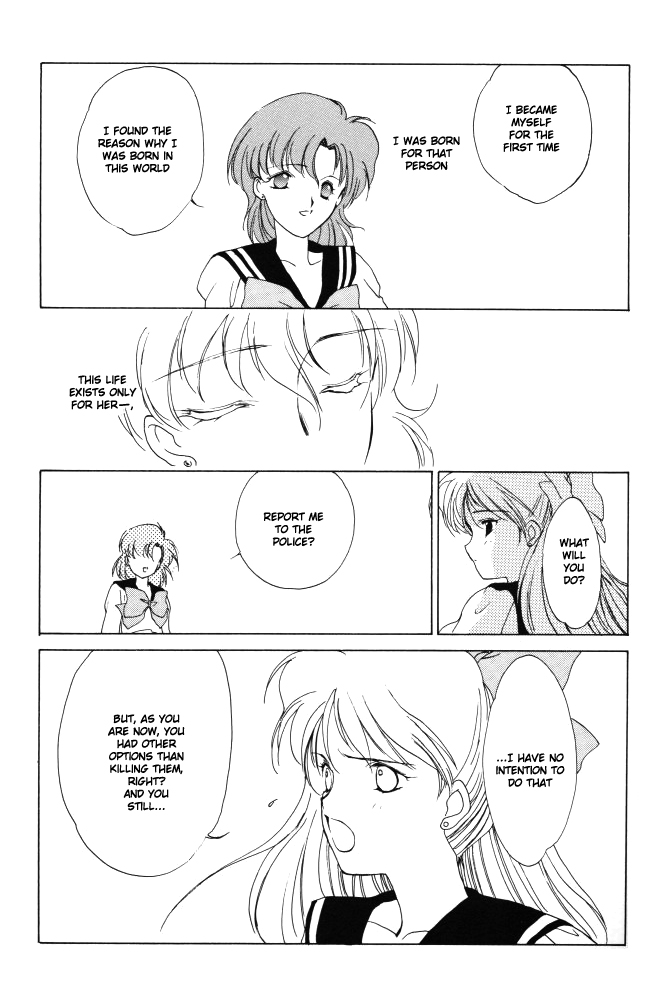 I BECAME
MYSELF
FOR THE
FIRST TIME
I WAS BORN
FOR THAT
PERSON
I FOUND THE
REASON WHY I
WAS BORN IN
THIS WORLD
THIS LIFE
EXISTS ONLY
FOR HER—,
WHAT
WILL
YOU
DO?
REPORT ME
TO THE
POLICE?
...I HAVE NO
INTENTION TO
DO THAT
BUT, AS YOU
ARE NOW, YOU
HAD OTHER
OPTIONS THAN
KILLING THEM,
RIGHT?
AND YOU
STILL...